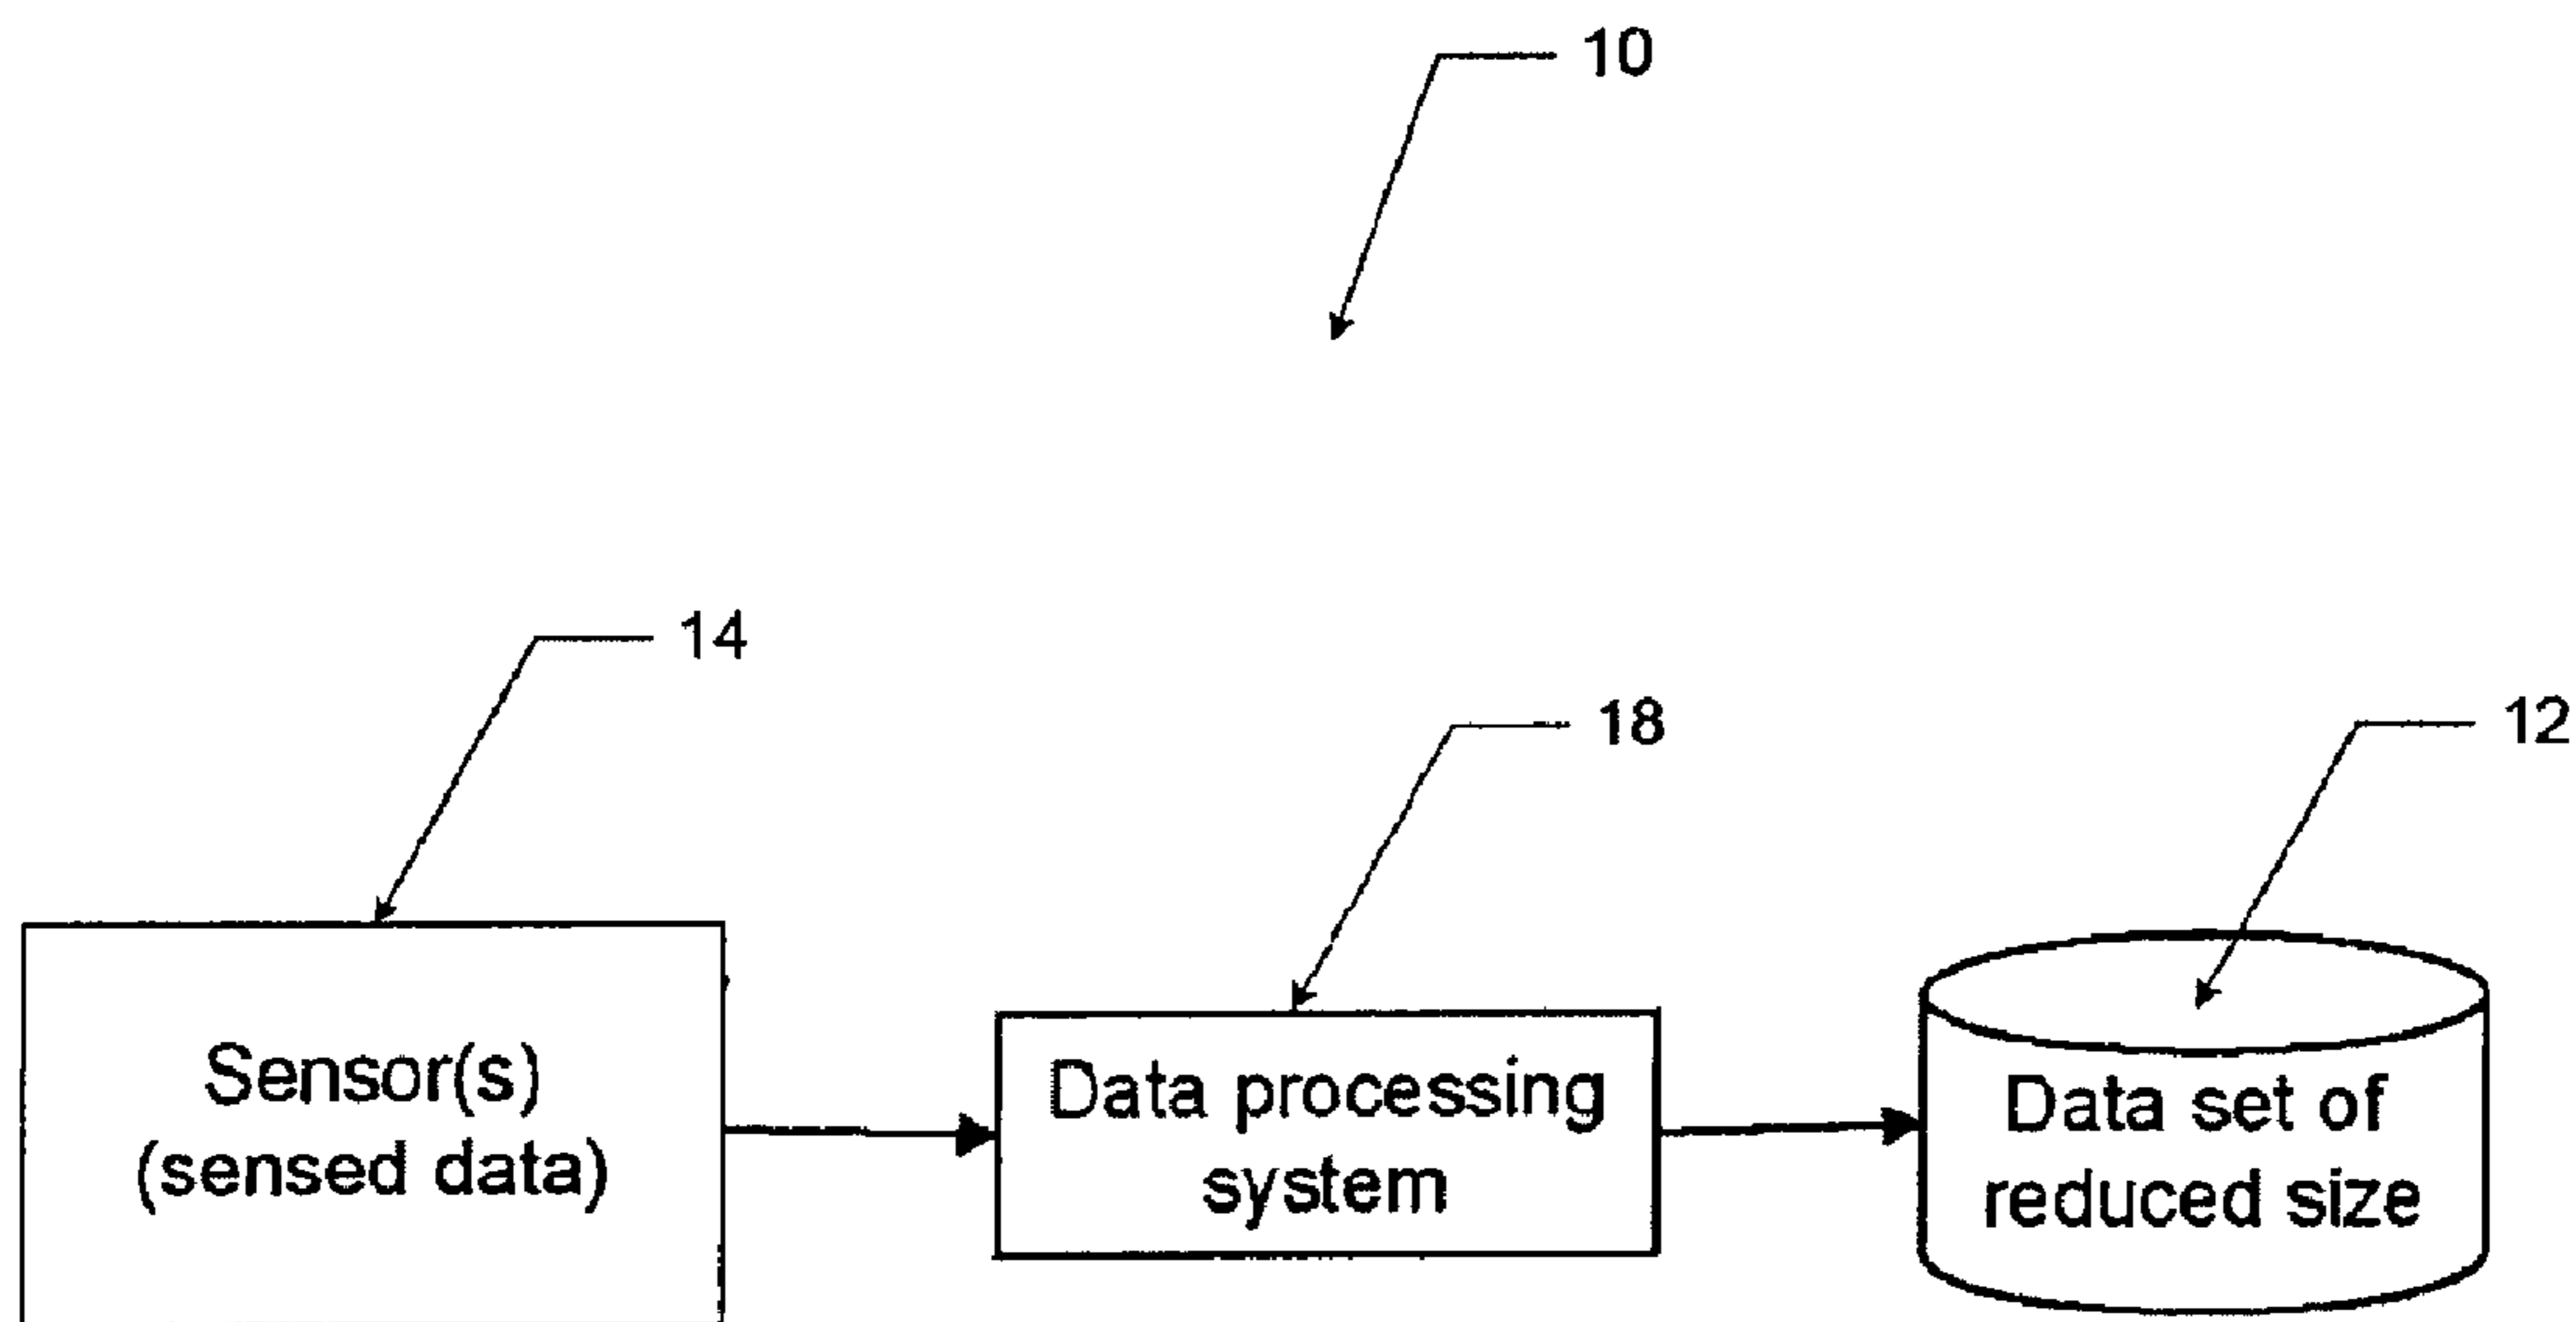 10
14
18
12
Sensor(s)
(sensed data)
Data processing
system
Data set of
reduced size